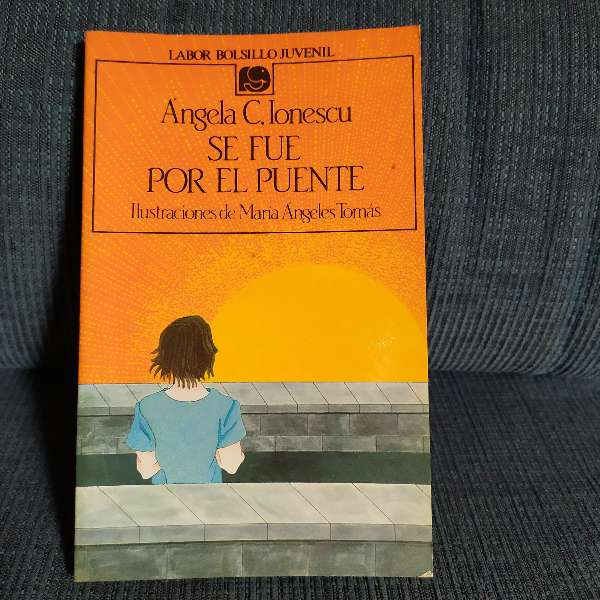 LABOR BOLSILLO JUVENIL
Ángela C. Ionescu
SE FUE
POR EL PUENTE
Ilustraciones de María Ángeles Tomás